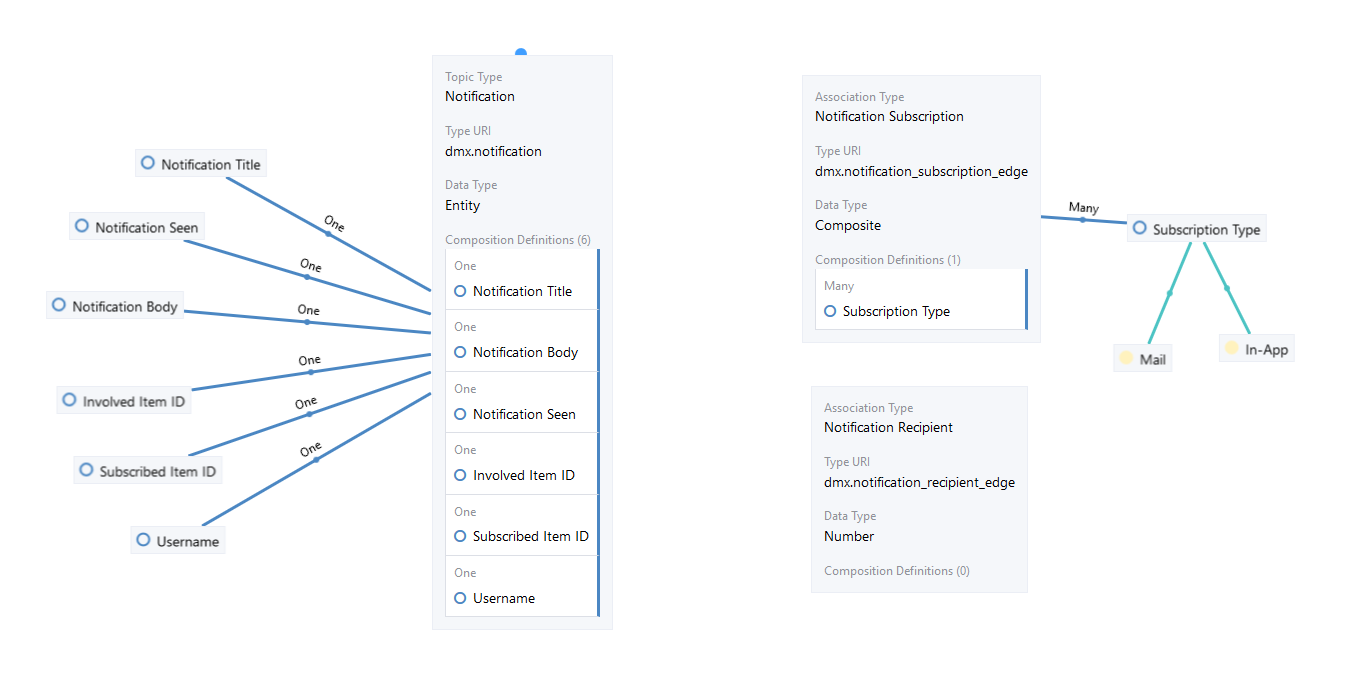 Notification Title
Notification Seen
Notification Body
Involved Item ID
Subscribed Item ID
Username
One
One
One
One
One
One
Topic Type
Notification
Type URI
dmx.notification
Data Type
Entity
Composition Definitions (6)
One
Notification Title
One
Notification Body
One
Notification Seen
One
Involved Item ID
One
Subscribed Item ID
One
Username
Association Type
Notification Subscription
Type URI
dmx.notification_subscription_edge
Data Type
Composite
Composition Definitions (1)
Many
Subscription Type
Many
Subscription Type
Mail
In-App
Association Type
Notification Recipient
Type URI
dmx.notification_recipient_edge
Data Type
Number
Composition Definitions (0)